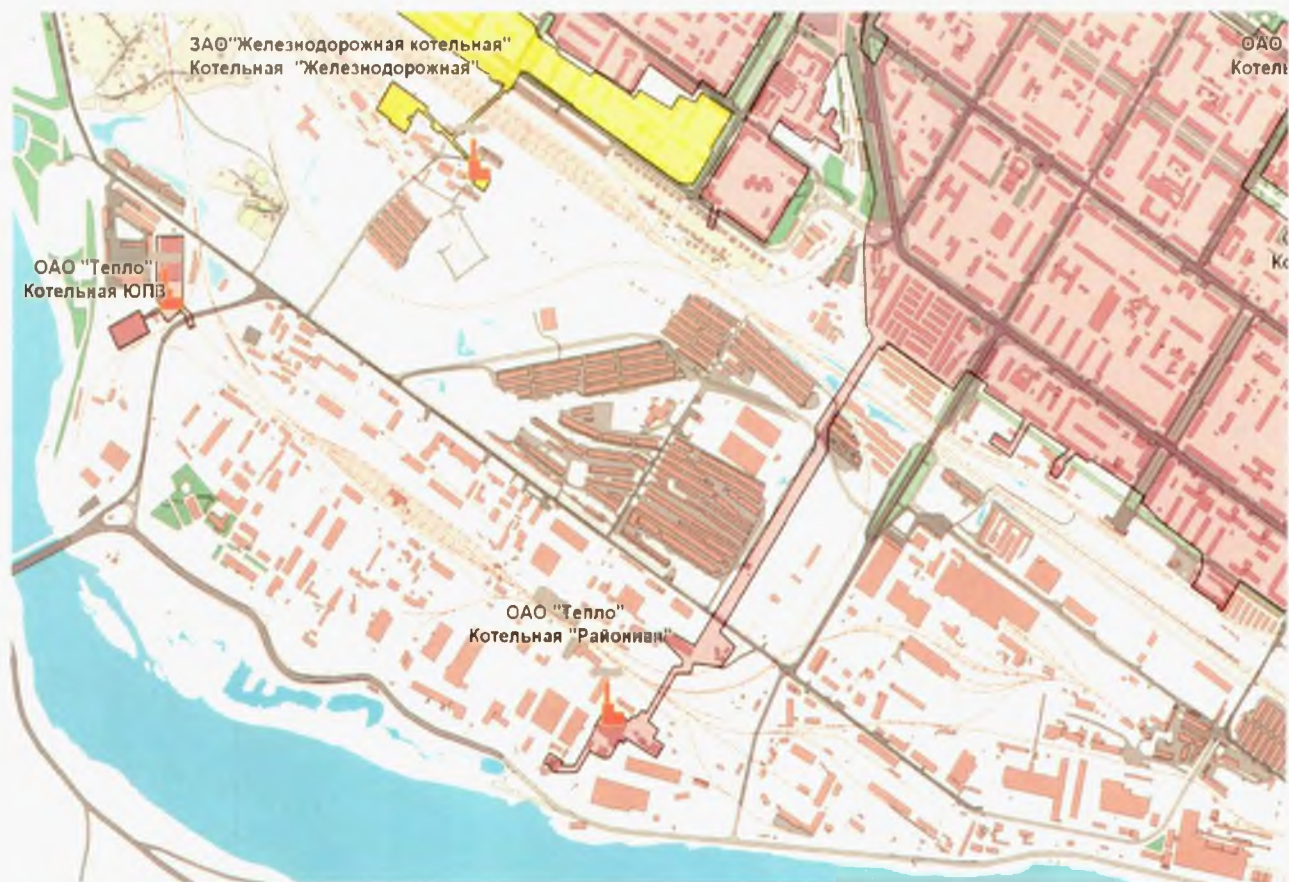 ЗАО"Железнодорожная котельная"
Котельная "Железнодорожная"
ОАО
ОАО "Тепло"
Котельная ЮПВ
ОАО "Тепло"
Котельная "Районная"